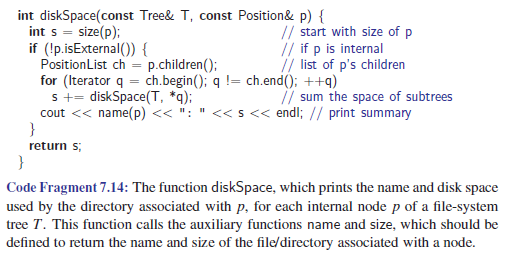 int diskSpace(const Tree& T, const Position& p) {
int s = size(p); // start with size of p
if (!p.isExternal()) { // if p is internal
PositionList ch = p.children(); // list of p's children
for (Iterator q = ch.begin(); q != ch.end(); ++q)
s += diskSpace(T, *q); // sum the space of subtrees
cout << name(p) << ": " << s << endl; // print summary
}
return s;
}
Code Fragment 7.14: The function diskSpace, which prints the name and disk space
used by the directory associated with p, for each internal node p of a file-system
tree T. This function calls the auxiliary functions name and size, which should be
defined to return the name and size of the file/directory associated with a node.